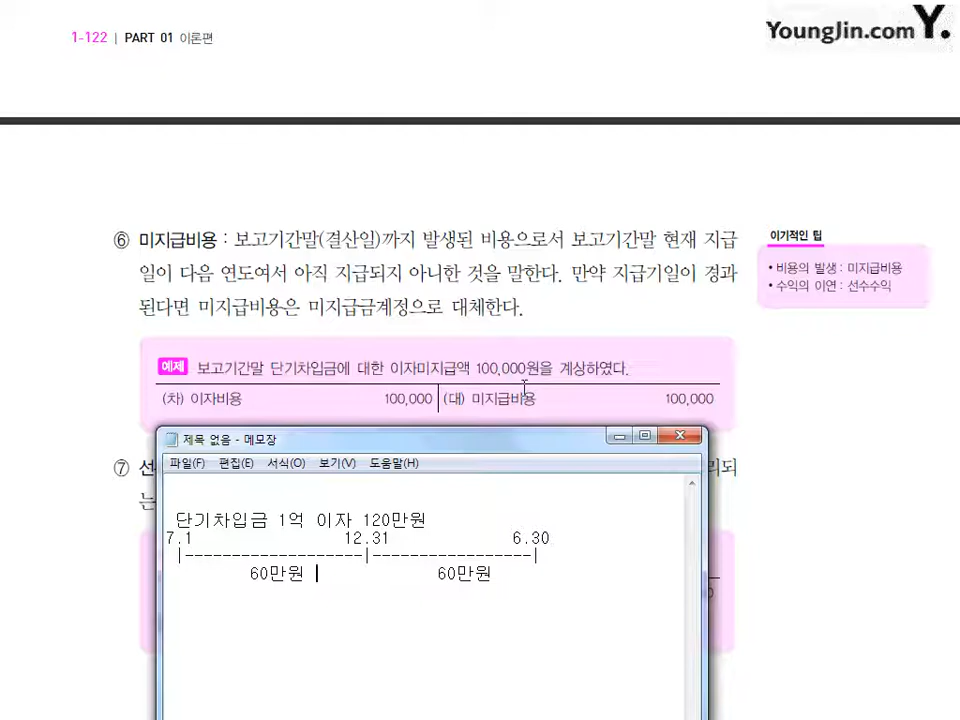 1-122 | PART 01 이론편
YoungJin.com Y.
⑥ 미지급비용 : 보고기간말(결산일)까지 발생된 비용으로서 보고기간말 현재 지급
일이 다음 연도여서 아직 지급되지 아니한 것을 말한다. 만약 지급기일이 경과
된다면 미지급비용은 미지급금계정으로 대체한다.
이기적인 팁
• 비용의 발생 : 미지급비용
• 수익의 이연 : 선수수익
예제 보고기간말 단기차입금에 대한 이자미지급액 100,000원을 계상하였다.
(차) 이자비용 100,000 (대) 미지급비용 100,000
제목 없음 - 메모장
파일(F) 편집(E) 서식(O) 보기(V) 도움말(H)
⑦ 선
리되
는
단기차입금 1억 이자 120만원
7.1 12.31 6.30
|-------------------|-----------------|
60만원 60만원